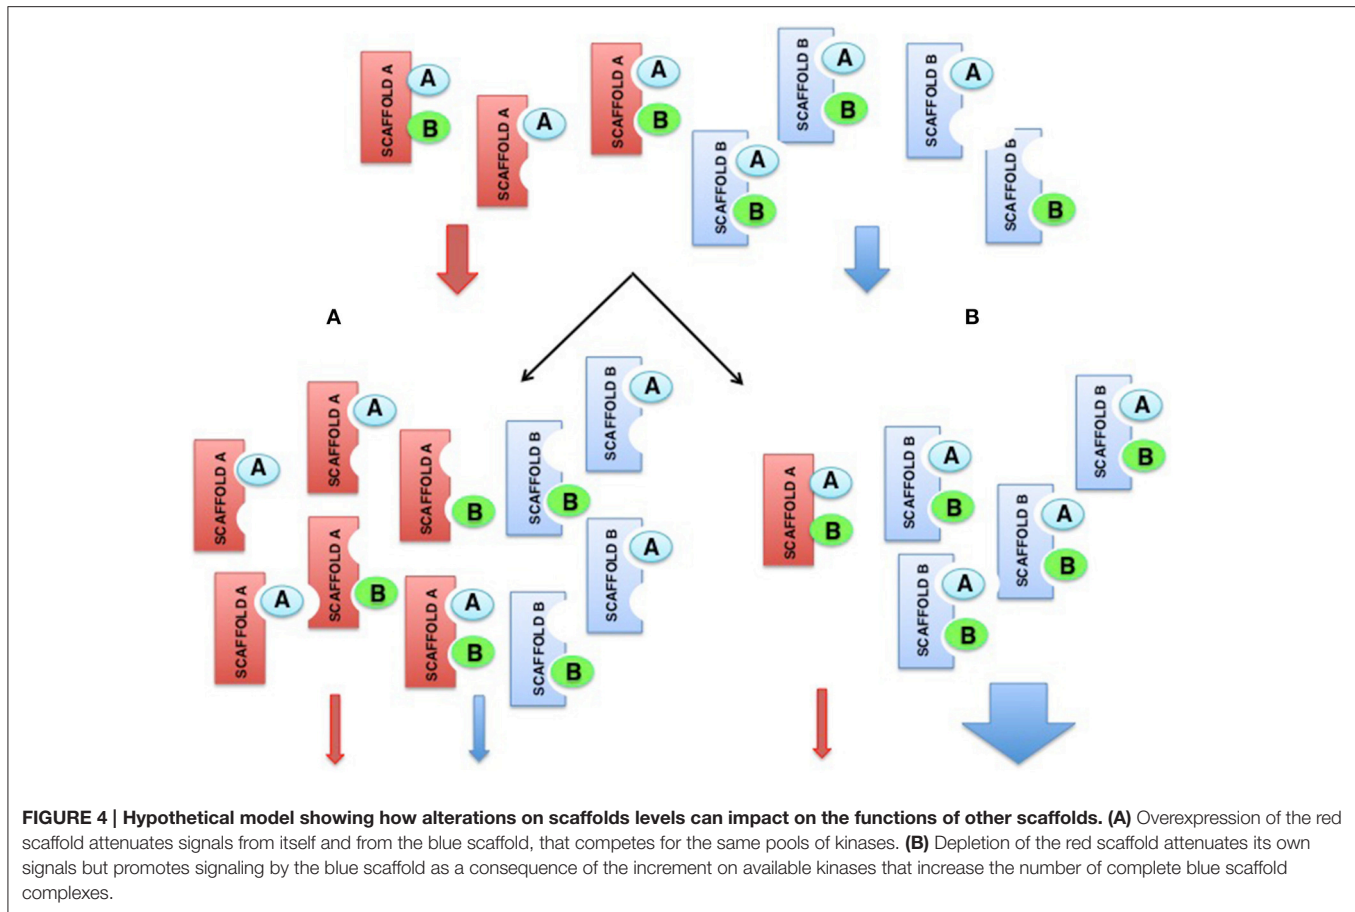 SCAFFOLD A
A
B
SCAFFOLD A
A
SCAFFOLD A
A
B
SCAFFOLD B
A
B
SCAFFOLD B
A
B
SCAFFOLD B
A
SCAFFOLD B
B
A
B
SCAFFOLD A
A
SCAFFOLD A
A
SCAFFOLD A
B
SCAFFOLD B
B
SCAFFOLD B
A
SCAFFOLD A
A
SCAFFOLD A
B
SCAFFOLD A
A
B
SCAFFOLD B
B
SCAFFOLD B
A
SCAFFOLD A
A
B
SCAFFOLD B
A
B
SCAFFOLD B
A
B
SCAFFOLD B
A
B
SCAFFOLD B
A
B
FIGURE 4 | Hypothetical model showing how alterations on scaffolds levels can impact on the functions of other scaffolds. (A) Overexpression of the red
scaffold attenuates signals from itself and from the blue scaffold, that competes for the same pools of kinases. (B) Depletion of the red scaffold attenuates its own
signals but promotes signaling by the blue scaffold as a consequence of the increment on available kinases that increase the number of complete blue scaffold
complexes.